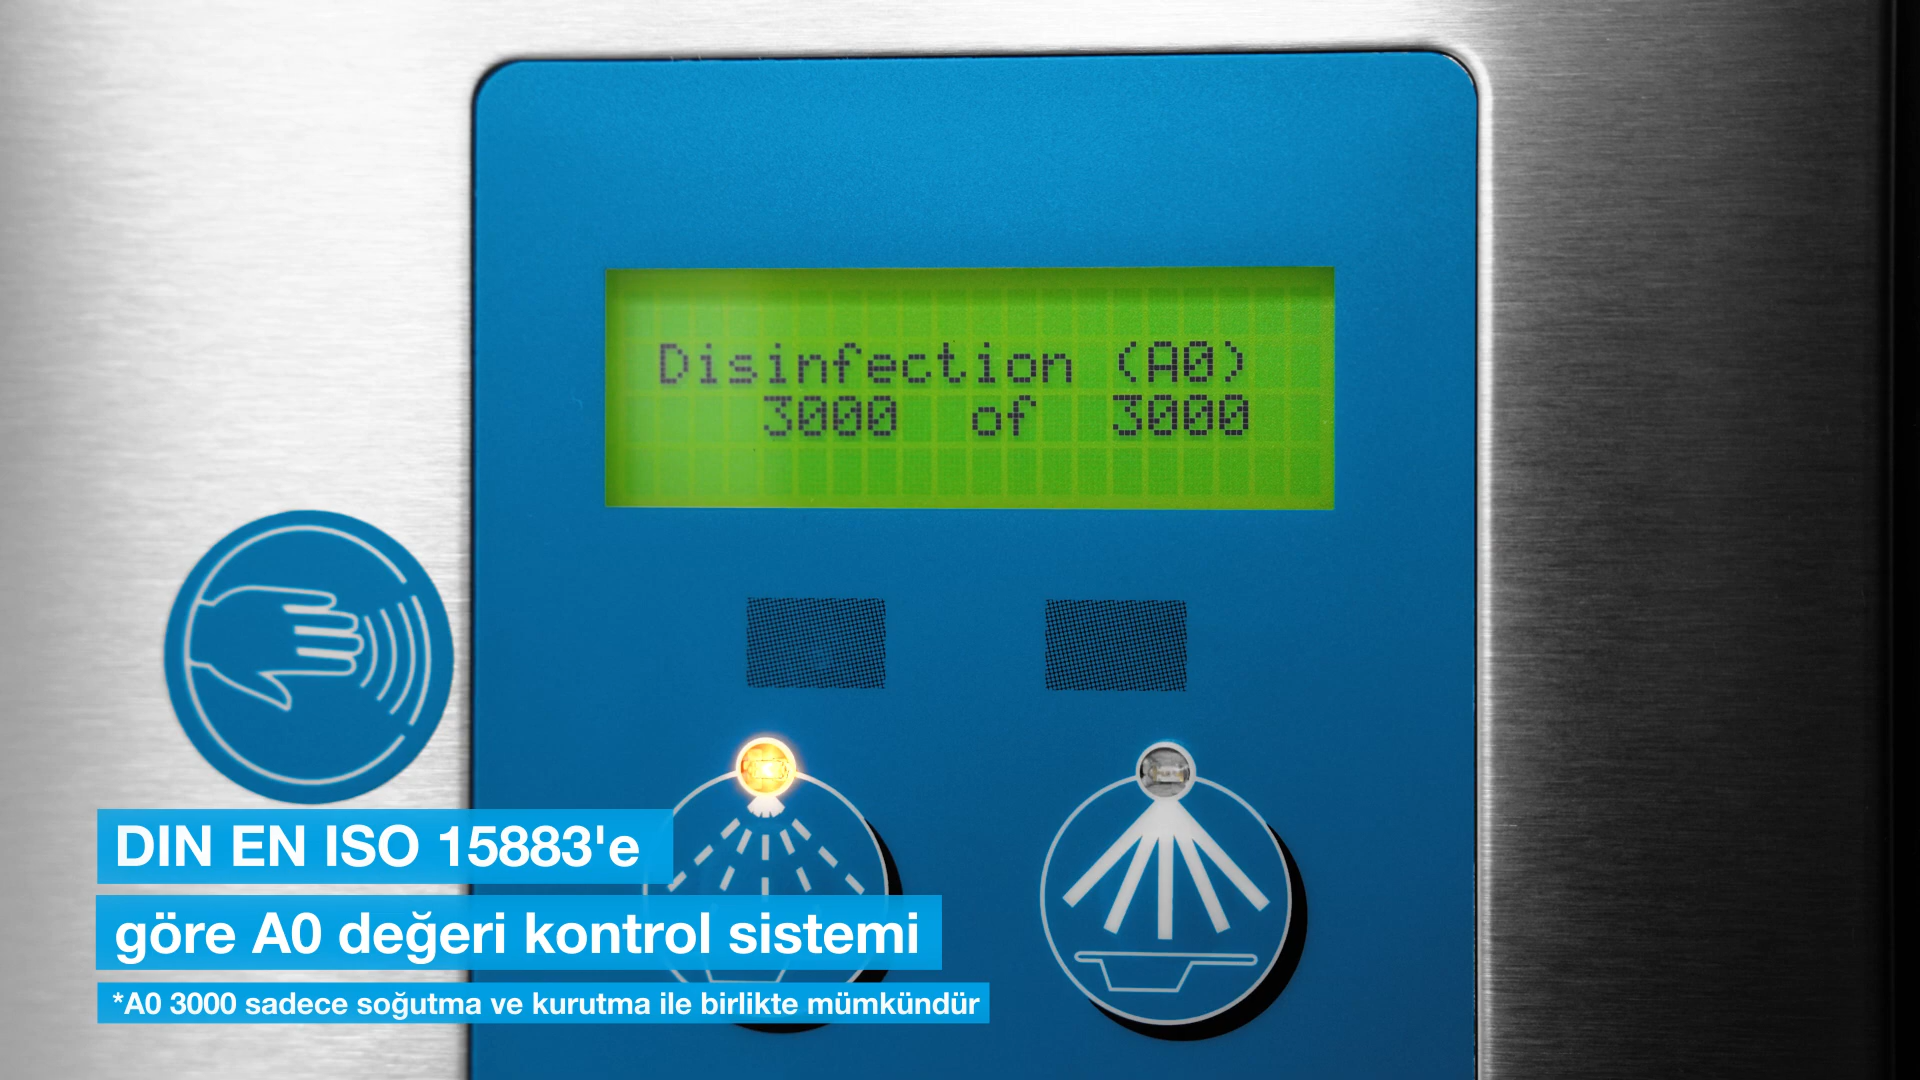 Disinfection (A0)
3000 of 3000
DIN EN ISO 15883'e
göre A0 değeri kontrol sistemi
*A0 3000 sadece soğutma ve kurutma ile birlikte mümkündür